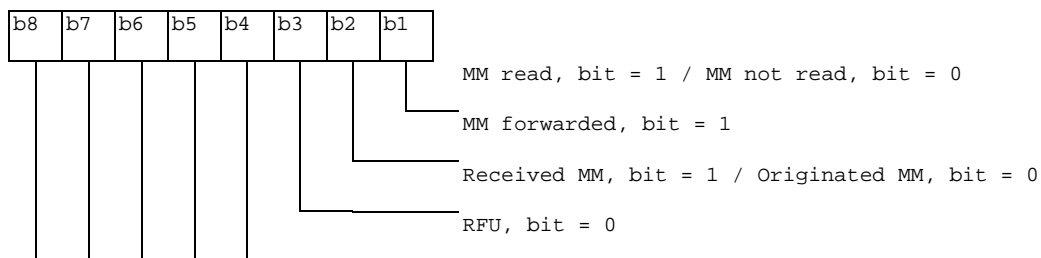 b8 b7 b6 b5 b4 b3 b2 b1
MM read, bit = 1 / MM not read, bit = 0
MM forwarded, bit = 1
Received MM, bit = 1 / Originated MM, bit = 0
RFU, bit = 0